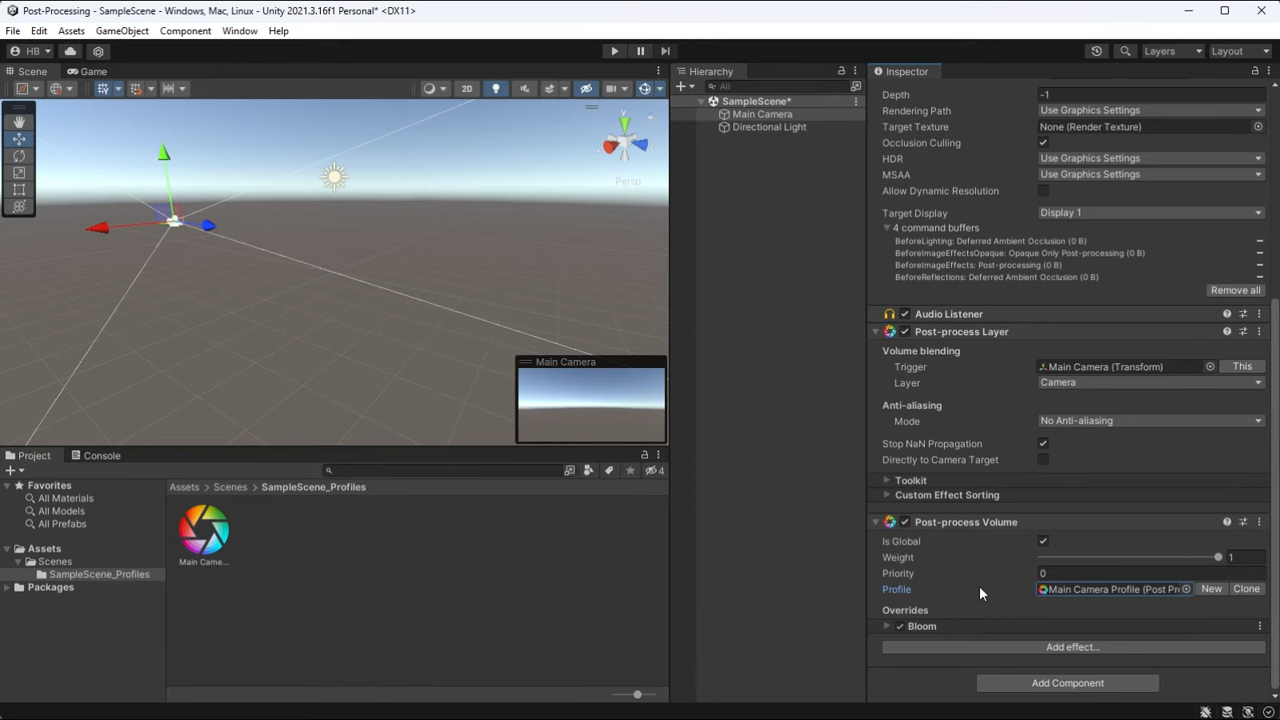 Post-Processing - SampleScene - Windows, Mac, Linux - Unity 2021.3.16f1 Personal* <DX11>
File Edit Assets GameObject Component Window Help
HB Layers Layout
Scene Game
2D
Persp
Main Camera
Hierarchy
All
SampleScene*
Main Camera
Directional Light
Inspector
Depth -1
Rendering Path Use Graphics Settings
Target Texture None (Render Texture)
Occlusion Culling
HDR Use Graphics Settings
MSAA Use Graphics Settings
Allow Dynamic Resolution
Target Display Display 1
4 command buffers
BeforeLighting: Deferred Ambient Occlusion (0 B)
BeforeImageEffectsOpaque: Opaque Only Post-processing (0 B)
BeforeImageEffects: Post-processing (0 B)
BeforeReflections: Deferred Ambient Occlusion (0 B)
Remove all
Audio Listener
Post-process Layer
Volume blending
Trigger Main Camera (Transform) This
Layer Camera
Anti-aliasing
Mode No Anti-aliasing
Stop NaN Propagation
Directly to Camera Target
Toolkit
Custom Effect Sorting
Post-process Volume
Is Global
Weight 1
Priority 0
Profile Main Camera Profile (Post Pr New Clone
Overrides
Bloom
Add effect...
Add Component
Project Console
4
Favorites
All Materials
All Models
All Prefabs
Assets
Scenes
SampleScene_Profiles
Packages
Assets Scenes SampleScene_Profiles
Main Came...